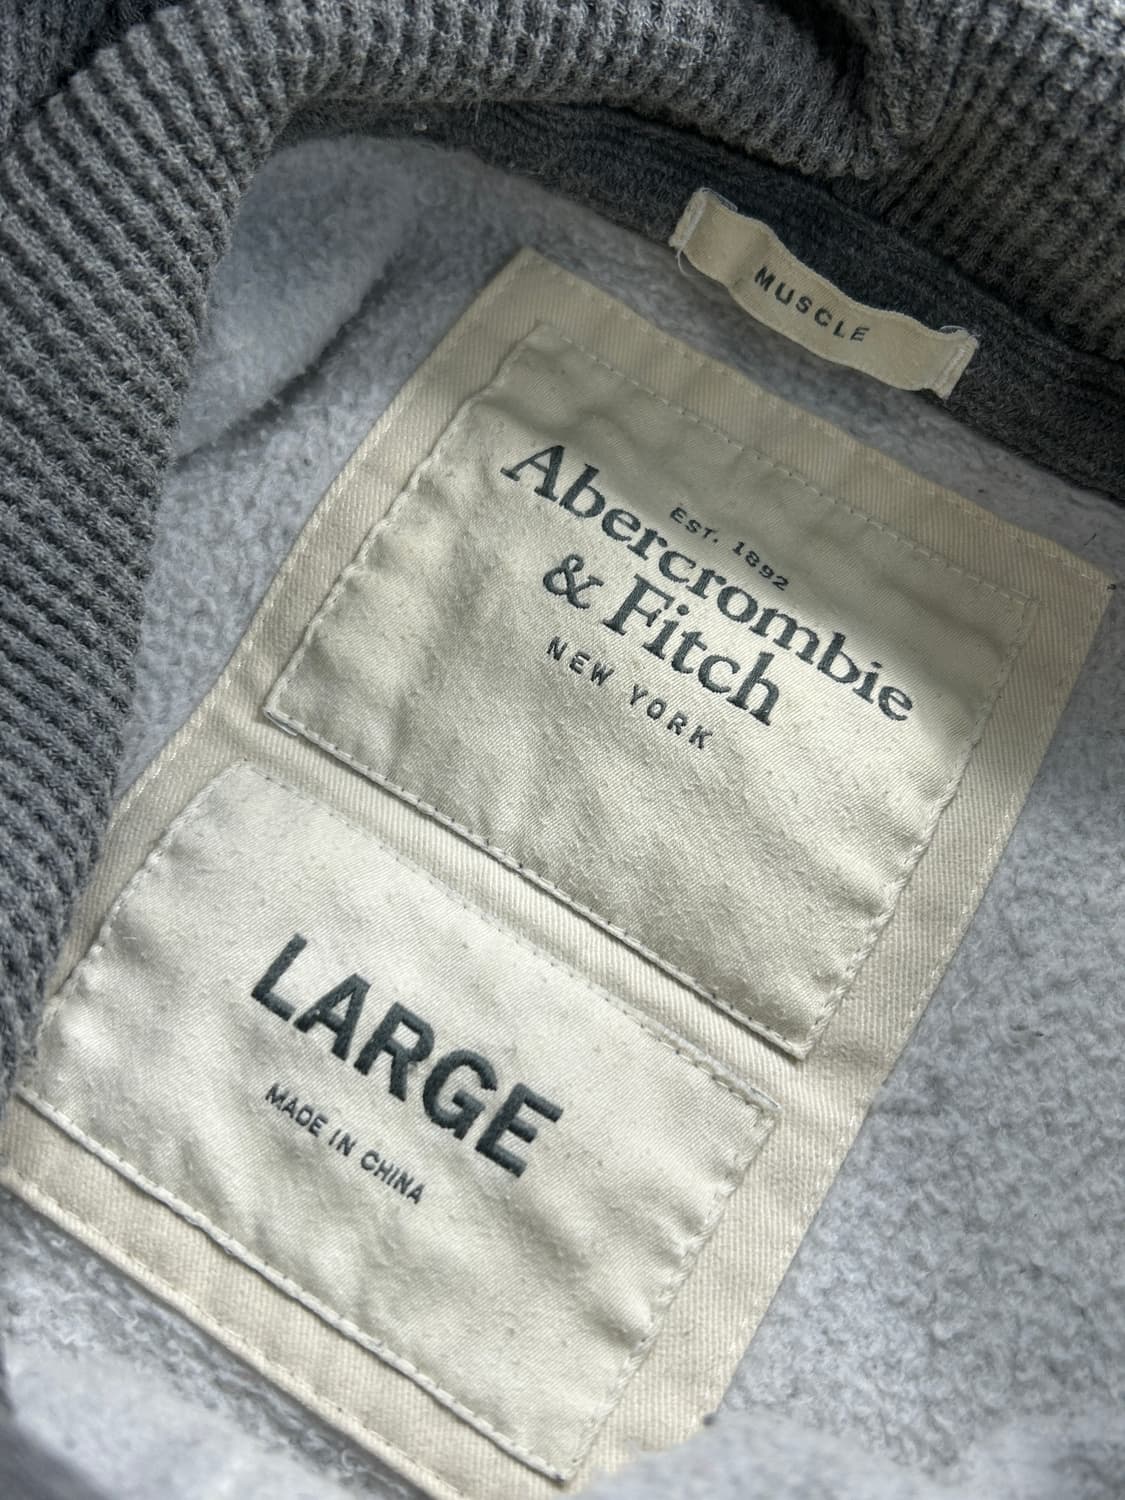 MUSCLE
EST. 1892
Abercrombie
& Fitch
NEW YORK
LARGE
MADE IN CHINA